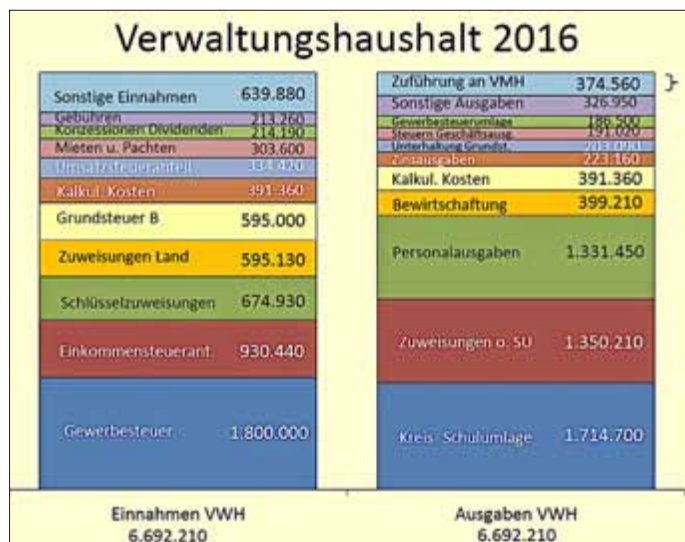 Verwaltungshaushalt 2016
Sonstige Einnahmen 639.880
Gebühren 213.260
Konzessionen Dividenden 214.190
Mieten u. Pachten 303.600
Umsatzsteueranteil 334.420
Kalkul. Kosten 391.360
Grundsteuer B 595.000
Zuweisungen Land 595.130
Schlüsselzuweisungen 674.930
Einkommensteuerant. 930.440
Gewerbesteuer 1.800.000
Einnahmen VWH
6.692.210
Zuführung an VMH 374.560 }
Sonstige Ausgaben 326.950
Gewerbesteuerumlage 186.500
Steuern Geschäftsausg. 191.020
Unterhaltung Grundst. 203.090
Zinsausgaben 223.160
Kalkul. Kosten 391.360
Bewirtschaftung 399.210
Personalausgaben 1.331.450
Zuweisungen o. SU 1.350.210
Kreis. Schulumlage 1.714.700
Ausgaben VWH
6.692.210